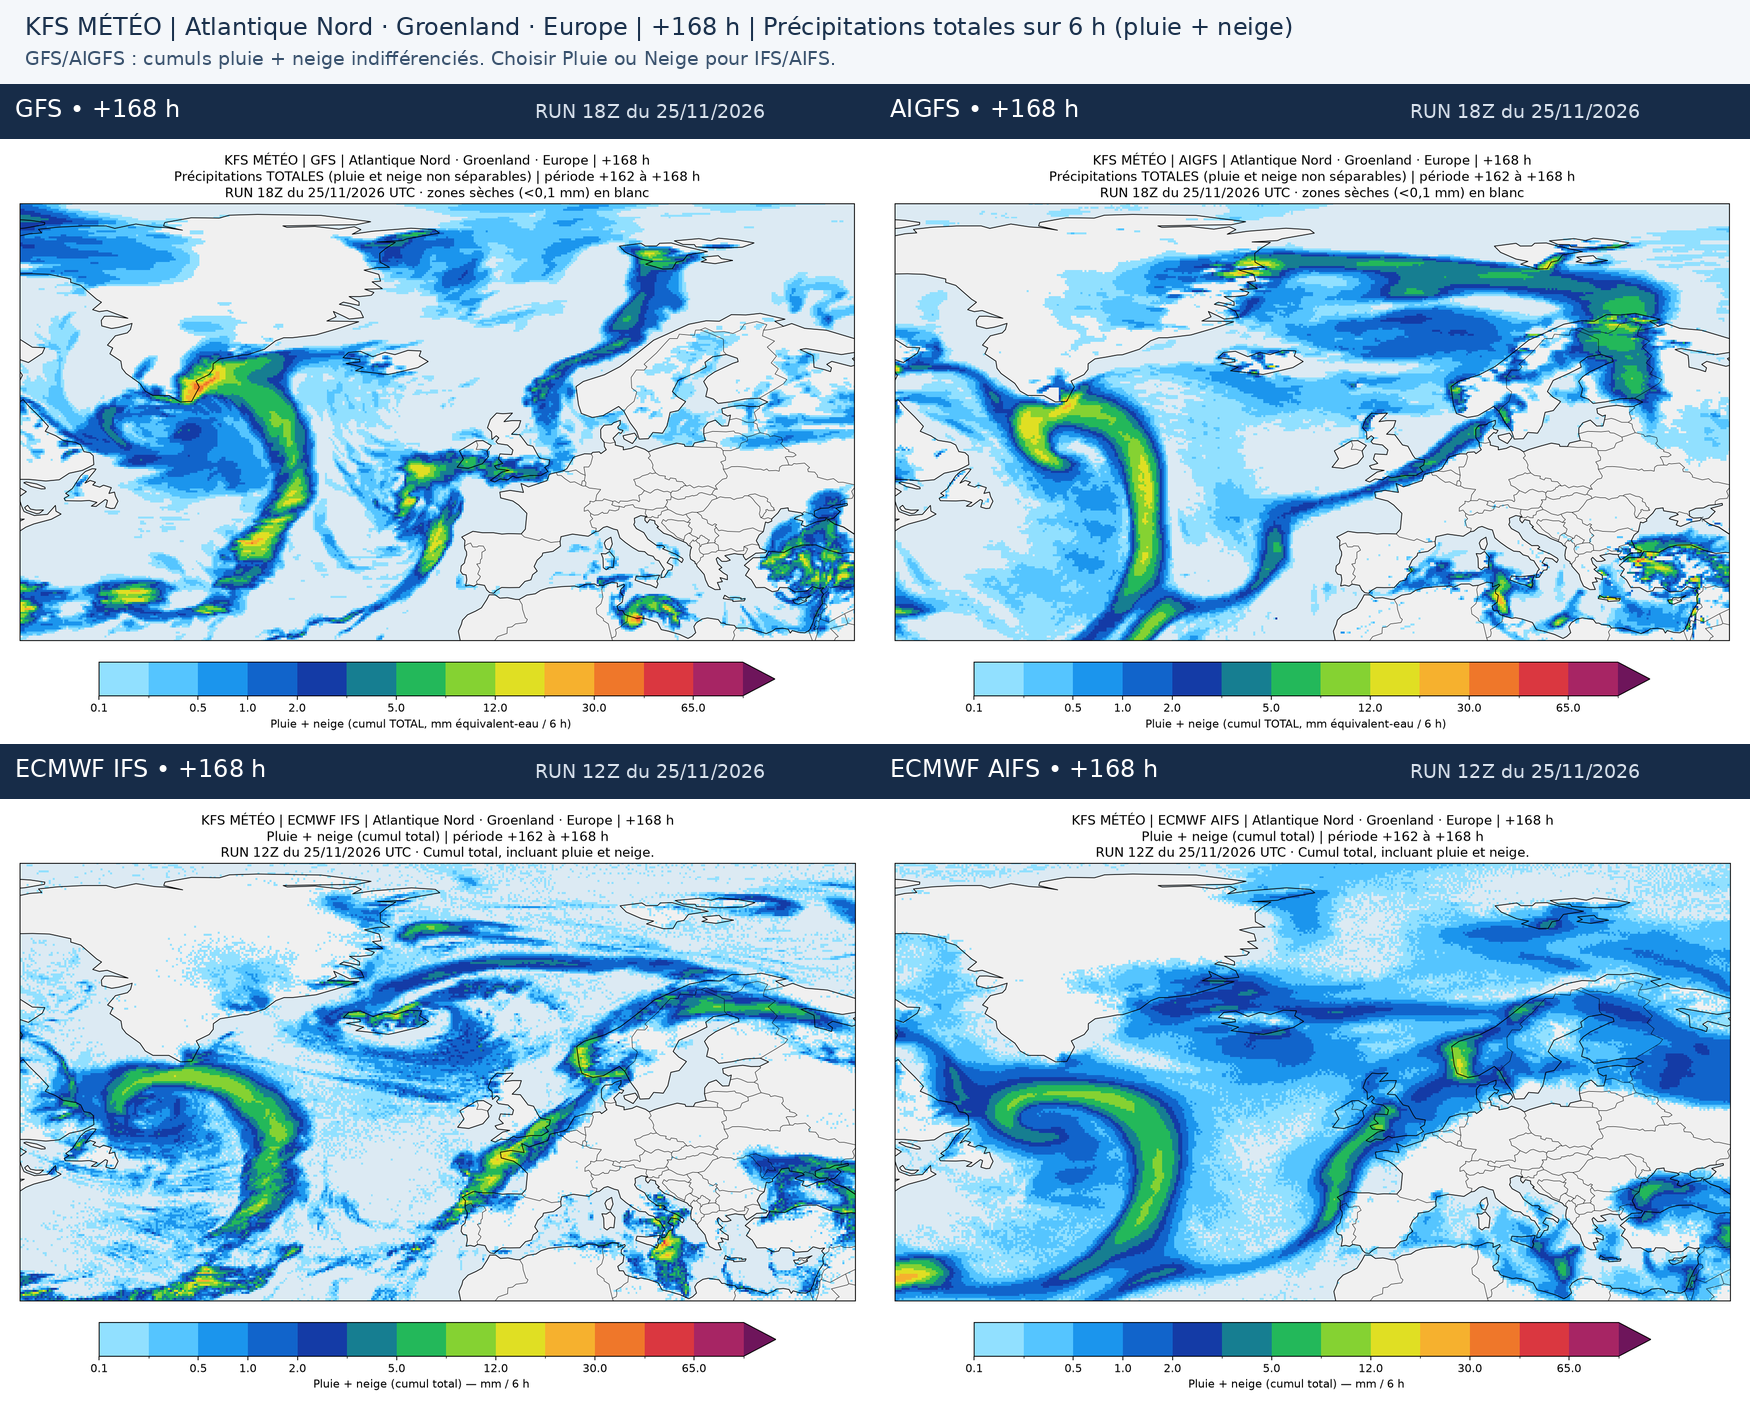 KFS MÉTÉO | Atlantique Nord · Groenland · Europe | +168 h | Précipitations totales sur 6 h (pluie + neige)
GFS/AIGFS : cumuls pluie + neige indifférenciés. Choisir Pluie ou Neige pour IFS/AIFS.
GFS • +168 h
RUN 18Z du 25/11/2026
AIGFS • +168 h
RUN 18Z du 25/11/2026
KFS MÉTÉO | GFS | Atlantique Nord · Groenland · Europe | +168 h
Précipitations TOTALES (pluie et neige non séparables) | période +162 à +168 h
RUN 18Z du 25/11/2026 UTC · zones sèches (<0,1 mm) en blanc
KFS MÉTÉO | AIGFS | Atlantique Nord · Groenland · Europe | +168 h
Précipitations TOTALES (pluie et neige non séparables) | période +162 à +168 h
RUN 18Z du 25/11/2026 UTC · zones sèches (<0,1 mm) en blanc
0.1 0.5 1.0 2.0 5.0 12.0 30.0 65.0
Pluie + neige (cumul TOTAL, mm équivalent-eau / 6 h)
0.1 0.5 1.0 2.0 5.0 12.0 30.0 65.0
Pluie + neige (cumul TOTAL, mm équivalent-eau / 6 h)
ECMWF IFS • +168 h
RUN 12Z du 25/11/2026
ECMWF AIFS • +168 h
RUN 12Z du 25/11/2026
KFS MÉTÉO | ECMWF IFS | Atlantique Nord · Groenland · Europe | +168 h
Pluie + neige (cumul total) | période +162 à +168 h
RUN 12Z du 25/11/2026 UTC · Cumul total, incluant pluie et neige.
KFS MÉTÉO | ECMWF AIFS | Atlantique Nord · Groenland · Europe | +168 h
Pluie + neige (cumul total) | période +162 à +168 h
RUN 12Z du 25/11/2026 UTC · Cumul total, incluant pluie et neige.
0.1 0.5 1.0 2.0 5.0 12.0 30.0 65.0
Pluie + neige (cumul total) — mm / 6 h
0.1 0.5 1.0 2.0 5.0 12.0 30.0 65.0
Pluie + neige (cumul total) — mm / 6 h